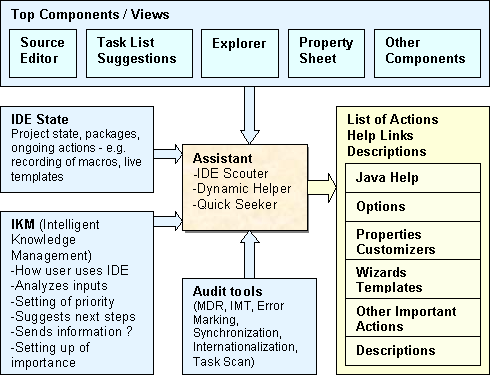 Top Components / Views
Source
Editor
Task List
Suggestions
Explorer
Property
Sheet
Other
Components
IDE State
Project state, packages,
ongoing actions - e.g.
recording of macros, live
templates
IKM (Intelligent
Knowledge
Management)
-How user uses IDE
-Analyzes inputs
-Setting of priority
-Suggests next steps
-Sends information ?
-Setting up of
importance
Assistant
-IDE Scouter
-Dynamic Helper
-Quick Seeker
Audit tools
(MDR, IMT, Error
Marking,
Synchronization,
Internationalization,
Task Scan)
List of Actions
Help Links
Descriptions
Java Help
Options
Properties
Customizers
Wizards
Templates
Other Important
Actions
Descriptions